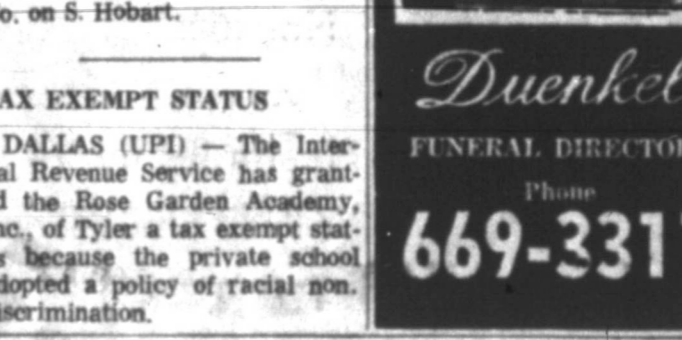 o. on S. Hobart.
AX EXEMPT STATUS
DALLAS (UPI) — The Inter-
al Revenue Service has grant-
d the Rose Garden Academy,
nc., of Tyler a tax exempt stat-
s because the private school
dopted a policy of racial non.
iscrimination.
Duenkel
FUNERAL DIRECTO
Phone
669-331